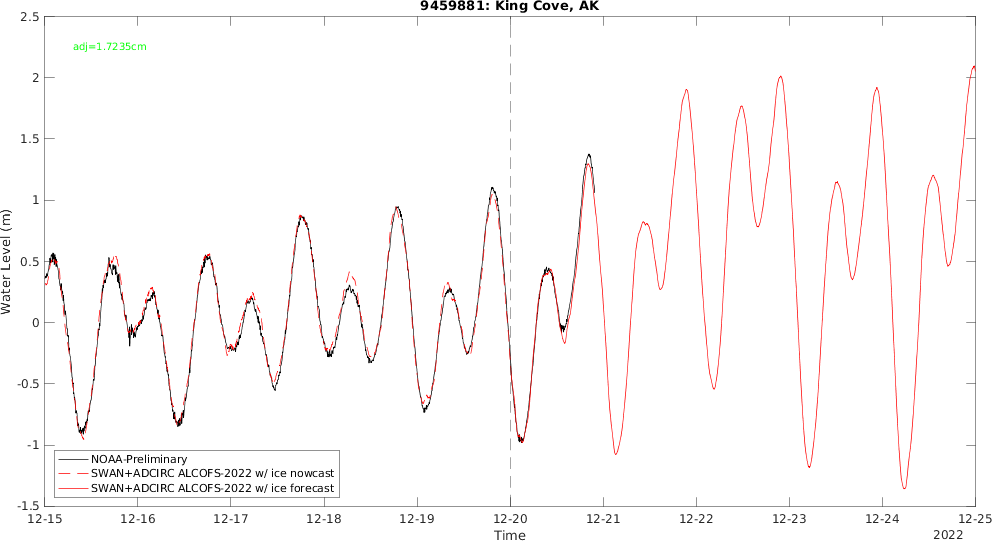 9459881: King Cove, AK
adj=1.7235cm
Water Level (m)
2.5
2
1.5
1
0.5
0
-0.5
-1
-1.5
NOAA-Preliminary
SWAN+ADCIRC ALCOFS-2022 w/ ice nowcast
SWAN+ADCIRC ALCOFS-2022 w/ ice forecast
12-15 12-16 12-17 12-18 12-19 12-20 12-21 12-22 12-23 12-24 12-25
Time
2022